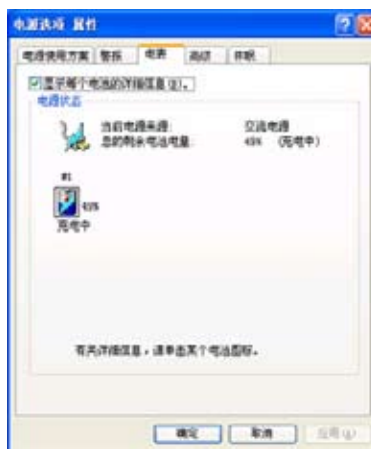 电源选项 属性
电源使用方案 警报 电表 高级 休眠
显示每个电池的详细信息(D)。
电源状态
当前电源来源: 交流电源
总的剩余电池电量: 49% (充电中)
#1
49%
充电中
有关详细信息，请单击某个电池图标。
确定 取消 应用(A)